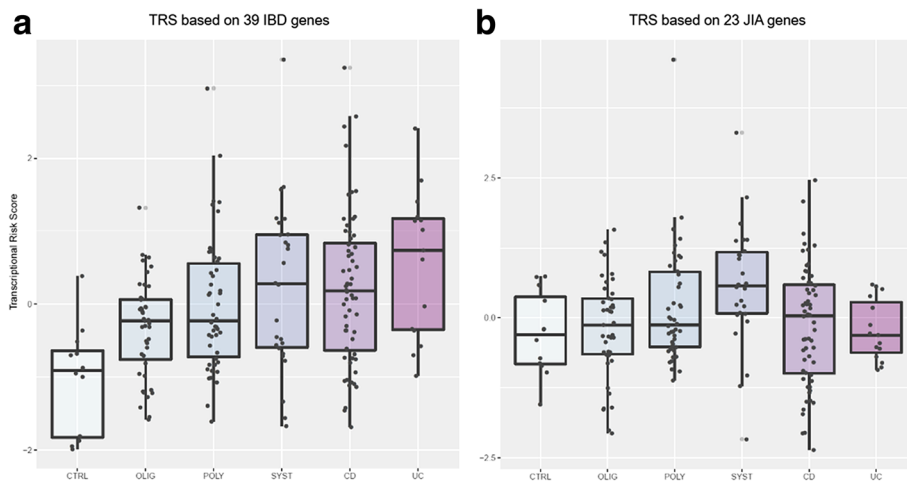 a
TRS based on 39 IBD genes
Transcriptional Risk Score
2
0
−2
CTRL OLIG POLY SYST CD UC
b
TRS based on 23 JIA genes
2.5
0.0
−2.5
CTRL OLIG POLY SYST CD UC